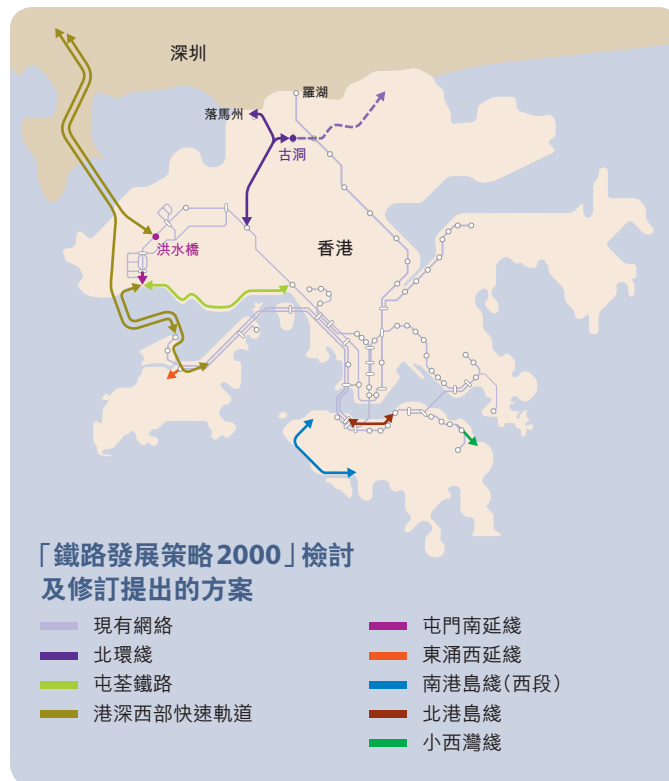 深圳
羅湖
落馬州
古洞
香港
洪水橋
「鐵路發展策略2000」檢討
及修訂提出的方案
現有網絡
北環綫
屯荃鐵路
港深西部快速軌道
屯門南延綫
東涌西延綫
南港島綫(西段)
北港島綫
小西灣綫